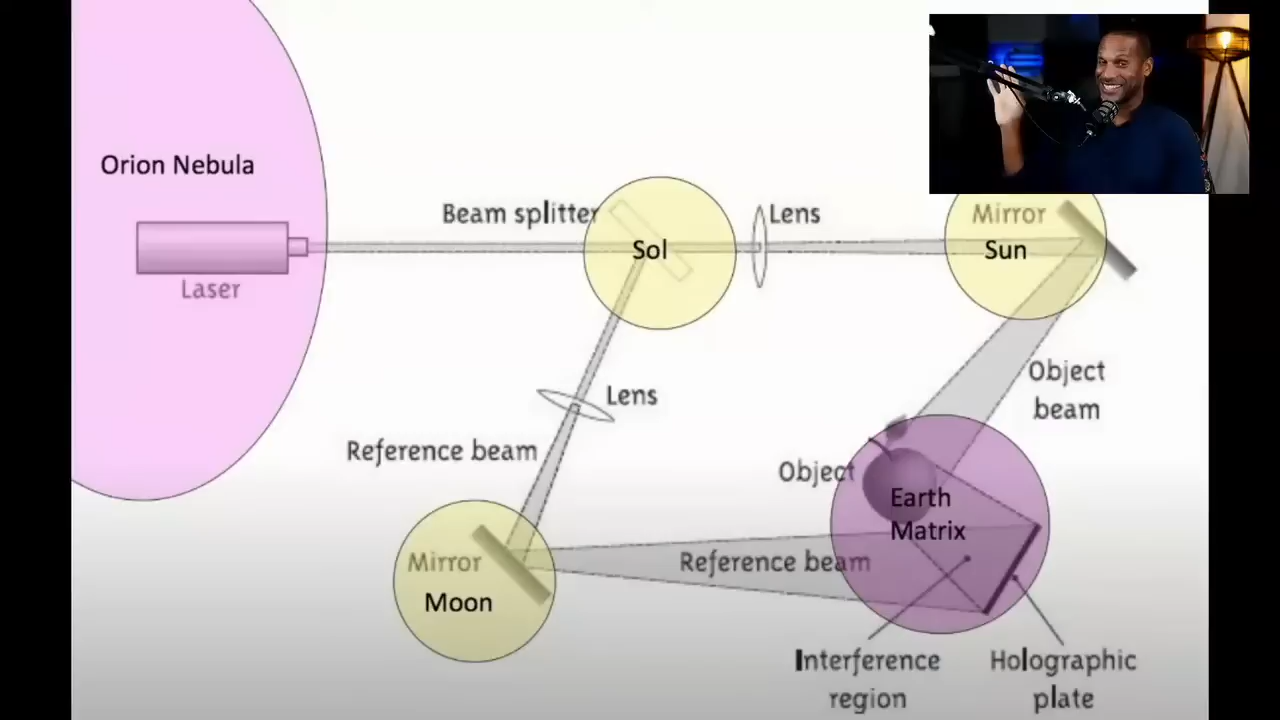 Orion Nebula
Laser
Beam splitter
Sol
Lens
Mirror
Sun
Lens
Object
beam
Reference beam
Object
Earth
Matrix
Mirror
Moon
Reference beam
Interference
region
Holographic
plate